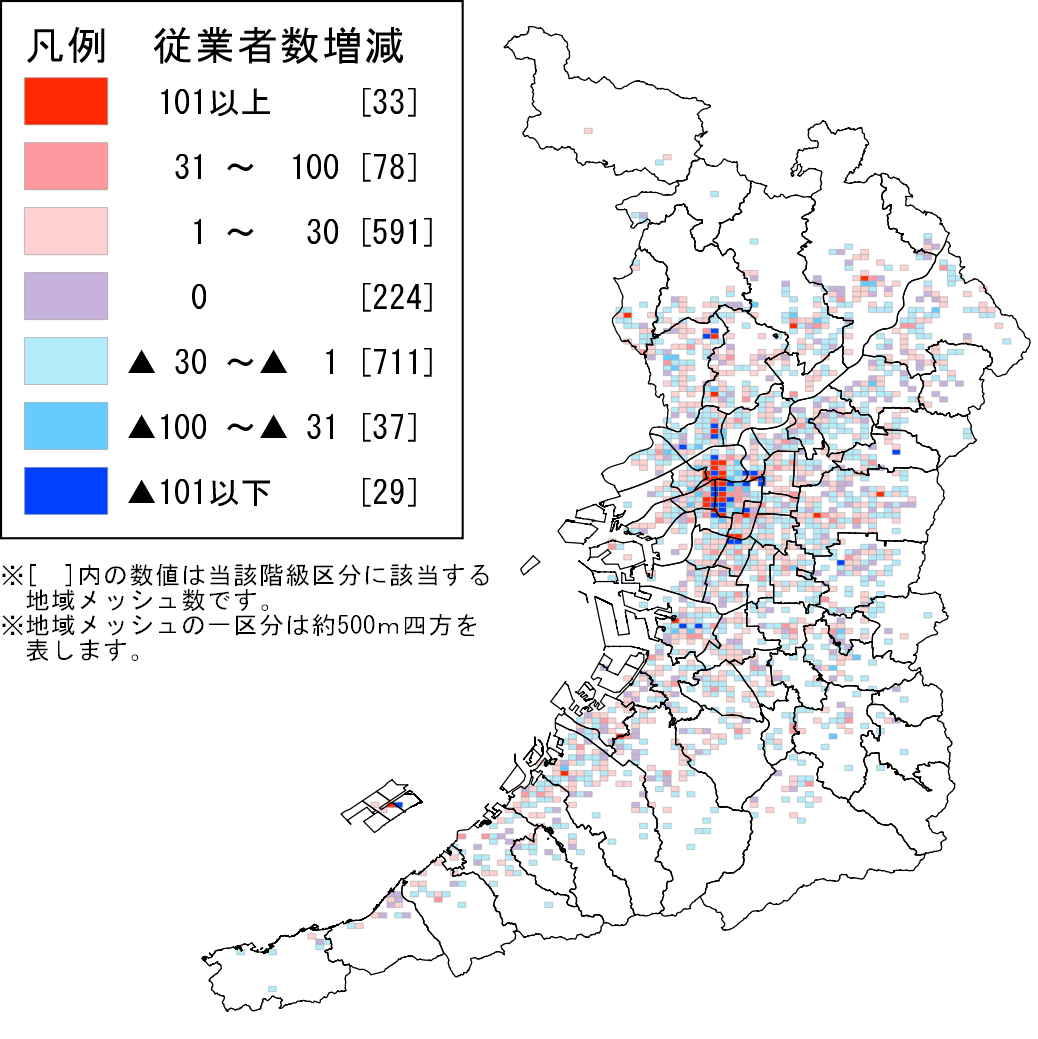 凡例 従業者数増減
101以上 [33]
31 ～ 100 [78]
1 ～ 30 [591]
0 [224]
▲ 30 ～▲ 1 [711]
▲100 ～▲ 31 [37]
▲101以下 [29]
※[ ]内の数値は当該階級区分に該当する
地域メッシュ数です。
※地域メッシュの一区分は約500ｍ四方を
表します。